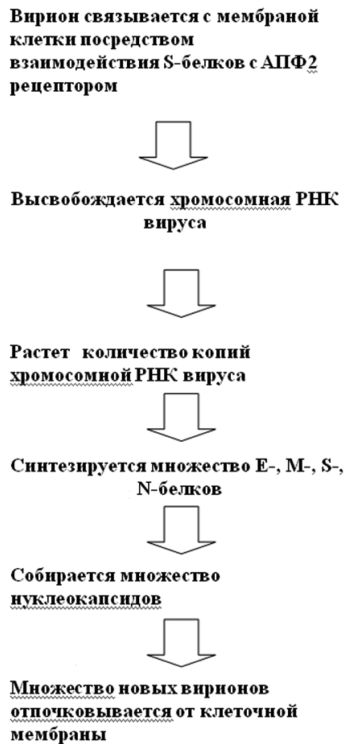 Вирион связывается с мембраной
клетки посредством
взаимодействия S-белков с АПФ2
рецептором
Высвобождается хромосомная РНК
вируса
Растет количество копий
хромосомной РНК вируса
Синтезируется множество Е-, М-, S-,
N-белков
Собирается множество
нуклеокапсидов
Множество новых вирионов
отпочковывается от клеточной
мембраны